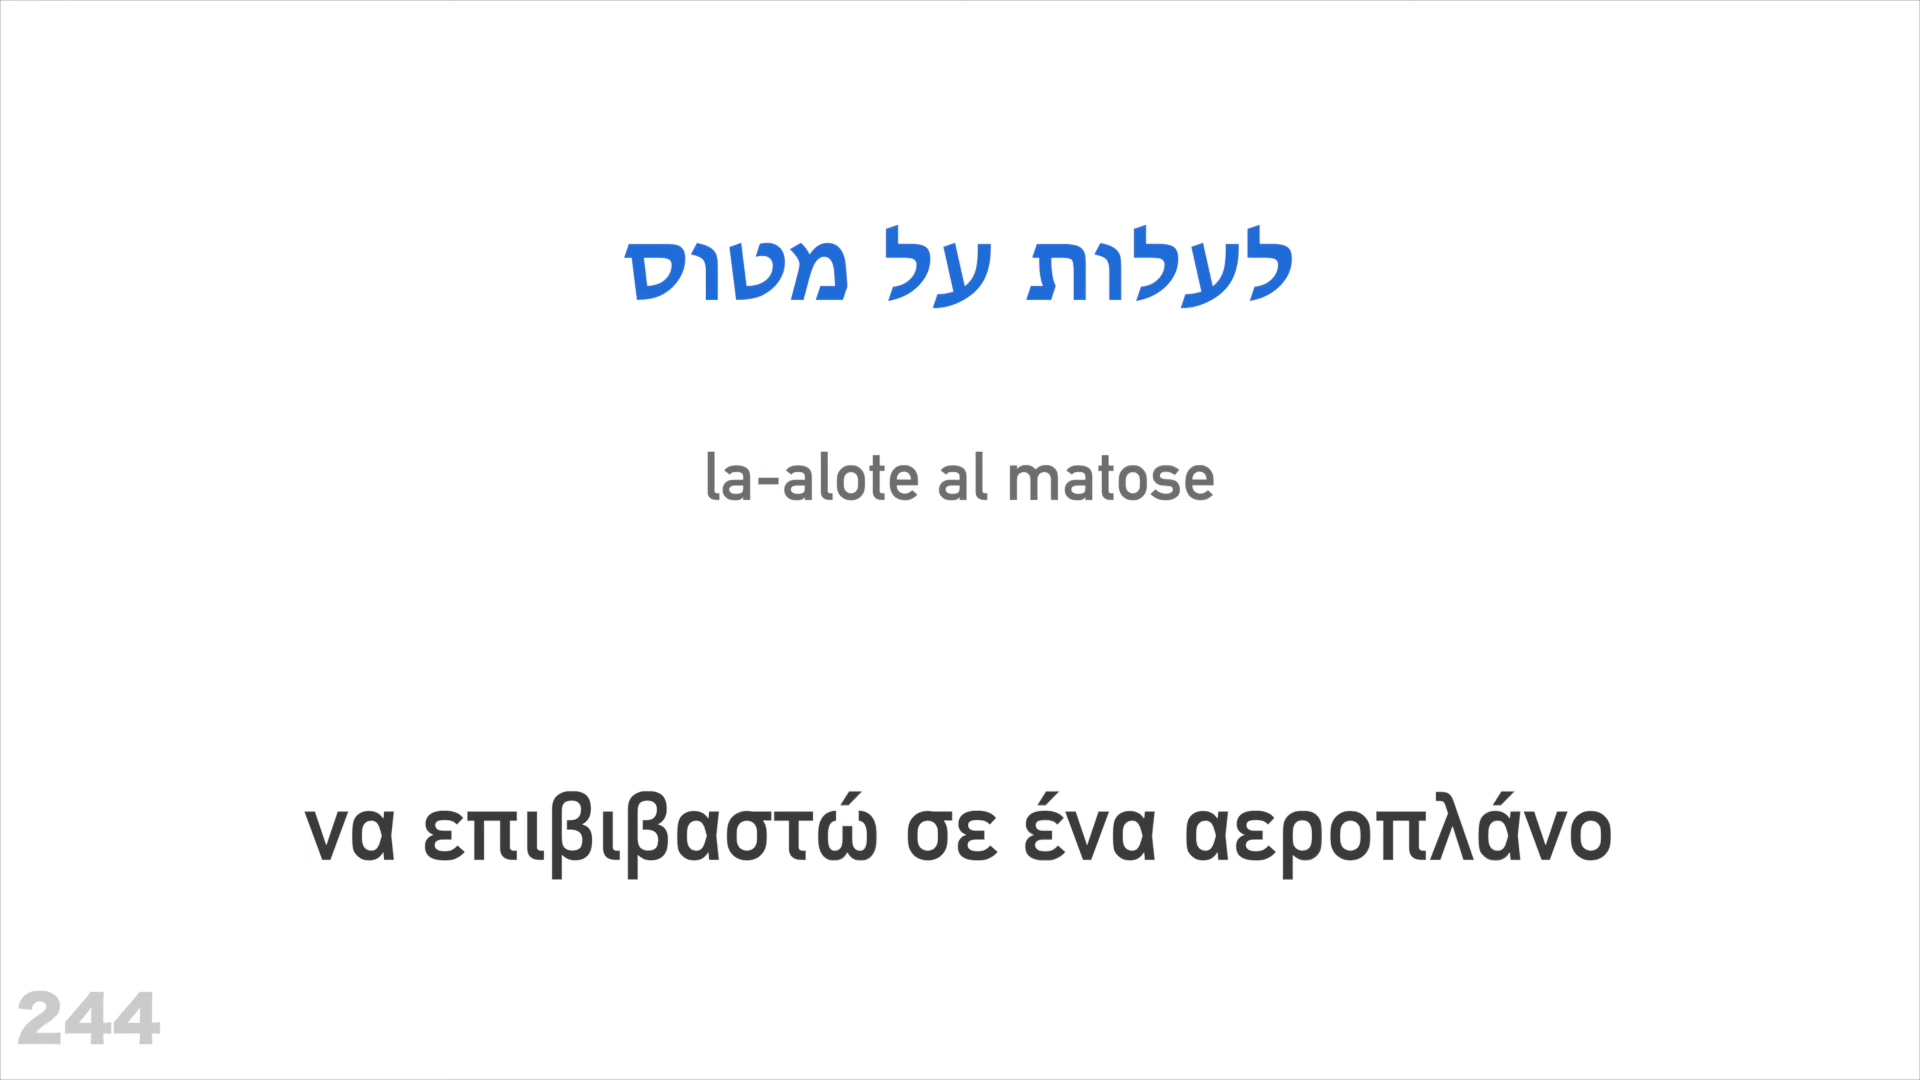 לעלות על מטוס
la-alote al matose
να επιβιβαστώ σε ένα αεροπλάνο
244